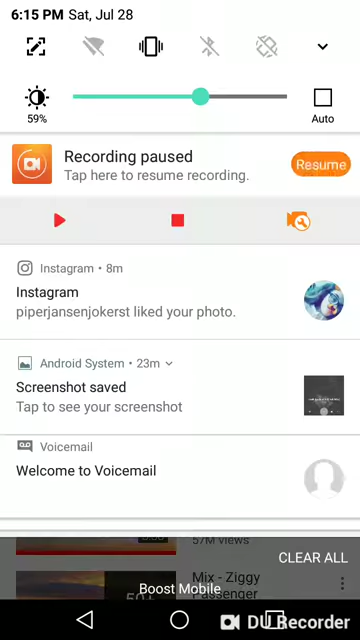 6:15 PM Sat, Jul 28
59%
Auto
Recording paused
Tap here to resume recording.
Resume
Instagram • 8m
Instagram
piperjansenjokerst liked your photo.
Android System • 23m
Screenshot saved
Tap to see your screenshot
Voicemail
Welcome to Voicemail
57M views
CLEAR ALL
Mix - Ziggy
Passenger
50+
Boost Mobile
DU Recorder